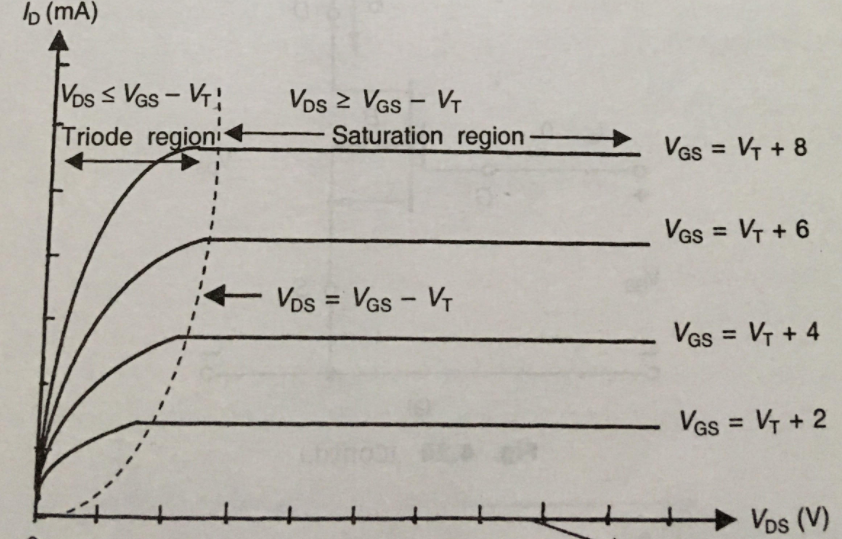 I_D (mA)
V_DS ≤ V_GS – V_T
V_DS ≥ V_GS – V_T
Triode region
Saturation region
V_GS = V_T + 8
V_GS = V_T + 6
V_DS = V_GS – V_T
V_GS = V_T + 4
V_GS = V_T + 2
V_DS (V)